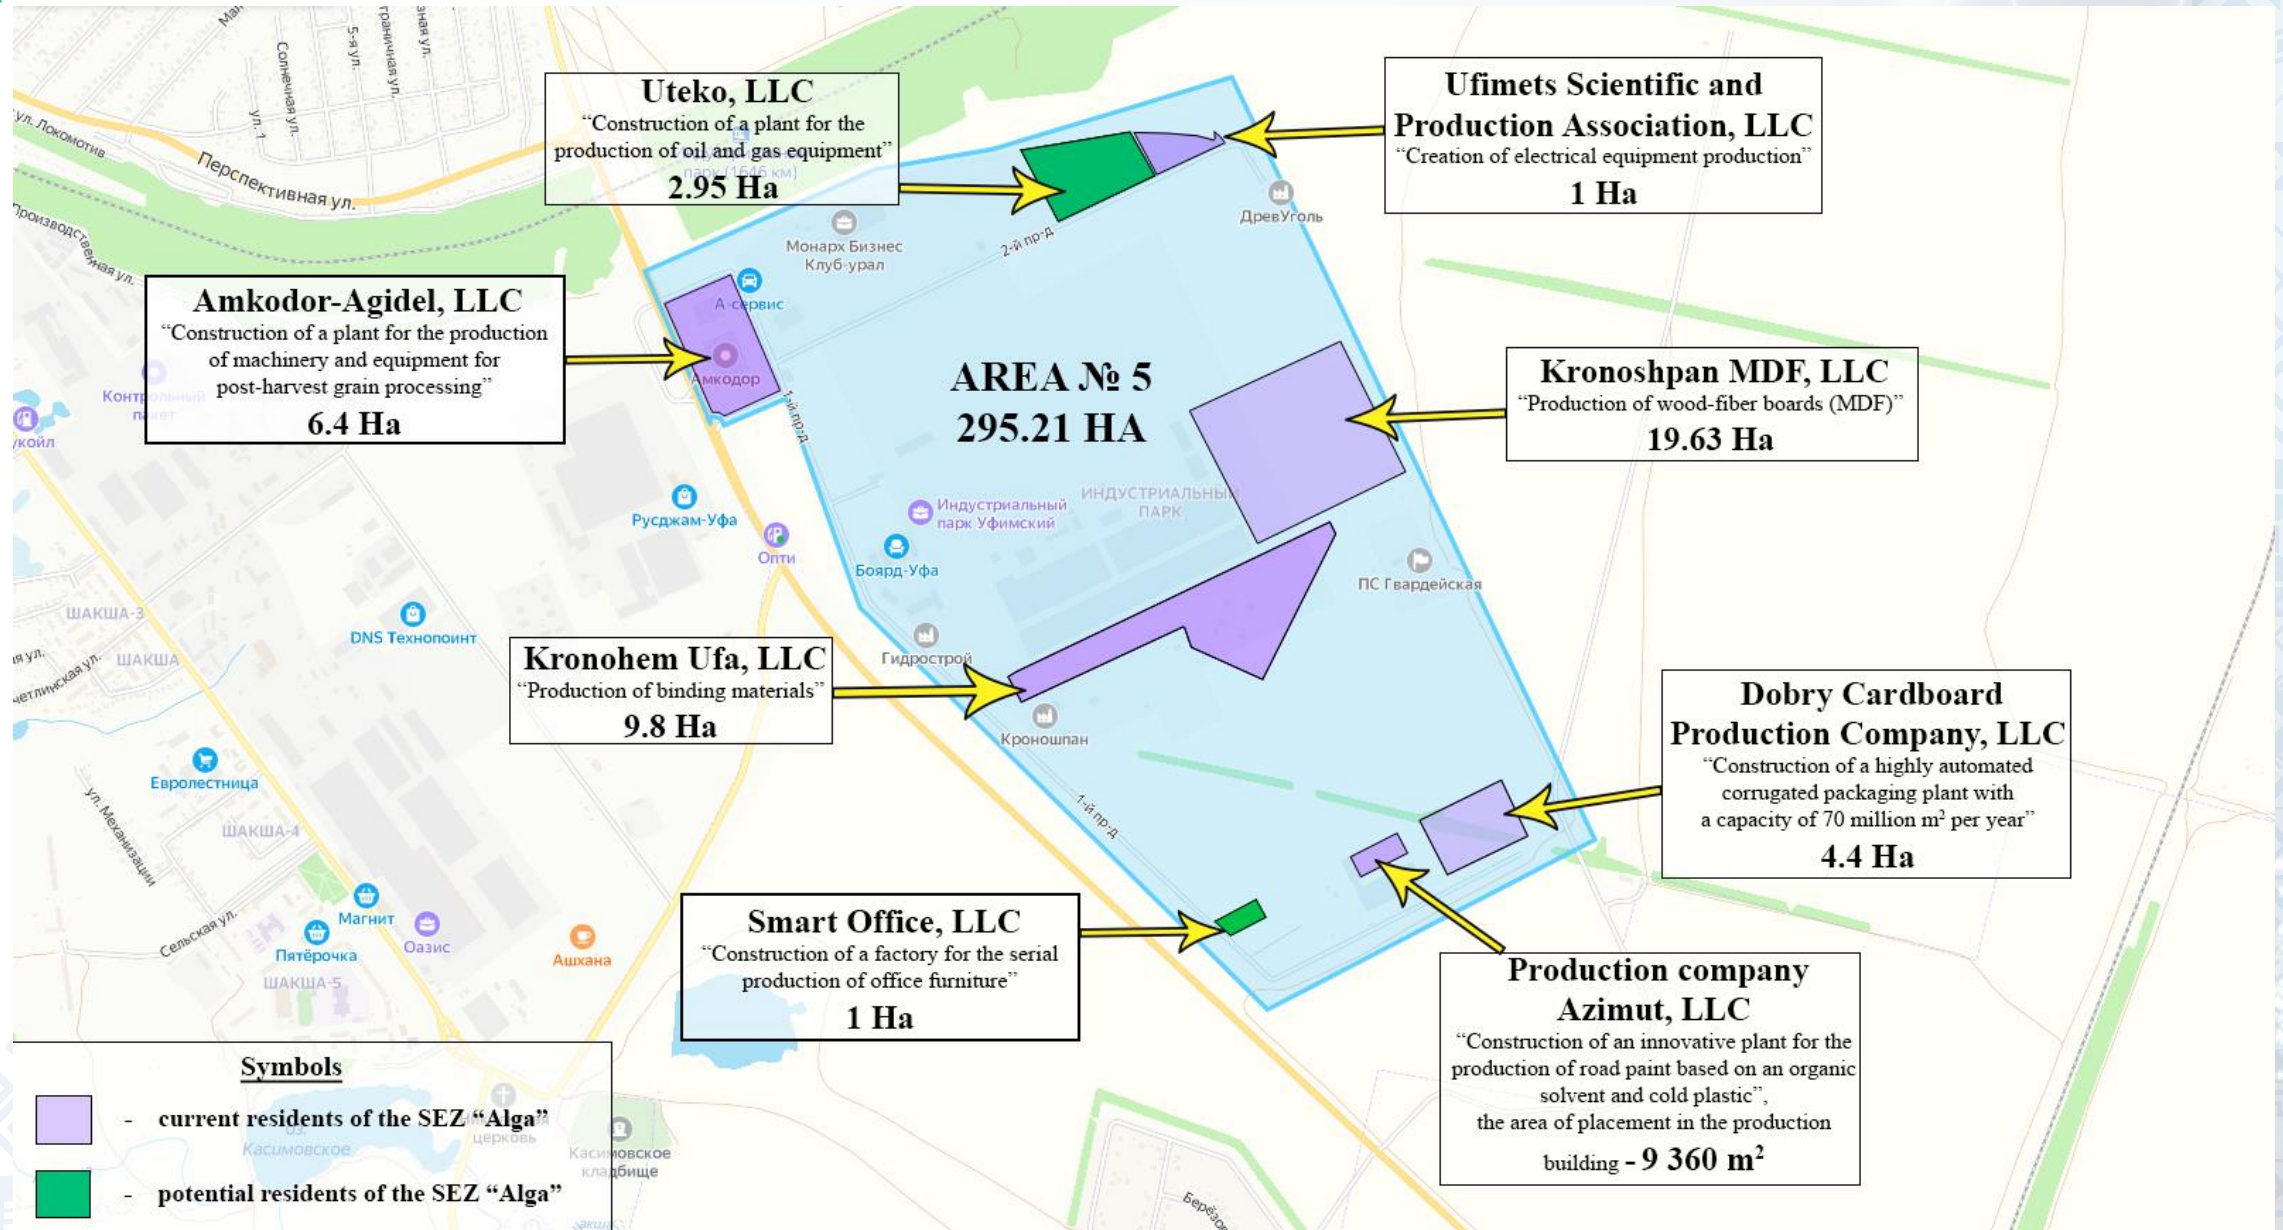 Uteko, LLC
“Construction of a plant for the
production of oil and gas equipment”
2.95 Ha
Ufimets Scientific and
Production Association, LLC
“Creation of electrical equipment production”
1 Ha
Amkodor-Agidel, LLC
“Construction of a plant for the production
of machinery and equipment for
post-harvest grain processing”
6.4 Ha
AREA № 5
295.21 HA
Kronoshpan MDF, LLC
“Production of wood-fiber boards (MDF)”
19.63 Ha
Kronohem Ufa, LLC
“Production of binding materials”
9.8 Ha
Dobry Cardboard
Production Company, LLC
“Construction of a highly automated
corrugated packaging plant with
a capacity of 70 million m² per year”
4.4 Ha
Smart Office, LLC
“Construction of a factory for the serial
production of office furniture”
1 Ha
Production company
Azimut, LLC
“Construction of an innovative plant for the
production of road paint based on an organic
solvent and cold plastic”,
the area of placement in the production
building - 9 360 m²
Symbols
- current residents of the SEZ “Alga”
- potential residents of the SEZ “Alga”
Солнечная ул.
5-я ул.
ул. 1
ул. Локомотив
Перспективная ул.
Производственная ул.
парк (1646 км)
Монарх Бизнес
Клуб-урал
ДревУголь
2-й пр-д
А-сервис
Амкодор
1-й пр-д
Контрольный
пакет
Русджам-Уфа
Опти
Индустриальный
парк Уфимский
ИНДУСТРИАЛЬНЫЙ
ПАРК
Боярд-Уфа
ПС Гвардейская
ШАКША-3
DNS Технопоинт
ШАКША
Гидрострой
Кроношпан
Евролестница
ул. Механизации
ШАКША-4
1-й пр-д
Магнит
Пятёрочка
Оазис
Ашхана
Сельская ул.
ШАКША-5
оз.
Касимовское
церковь
Касимовское
кладбище